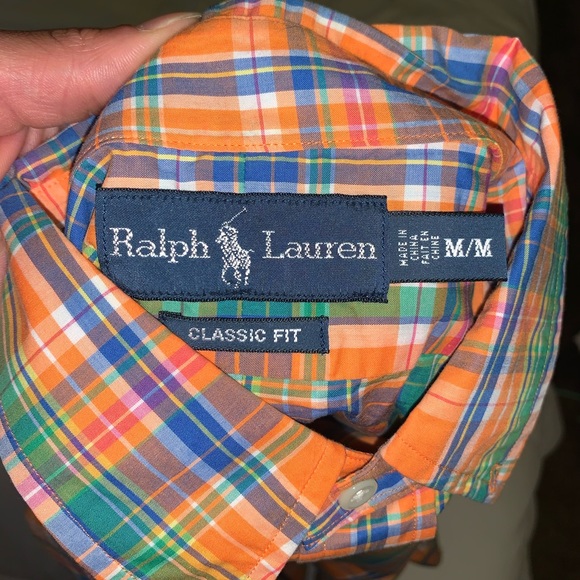 Ralph Lauren
MADE IN
CHINA
FAIT EN
CHINE
M/M
CLASSIC FIT